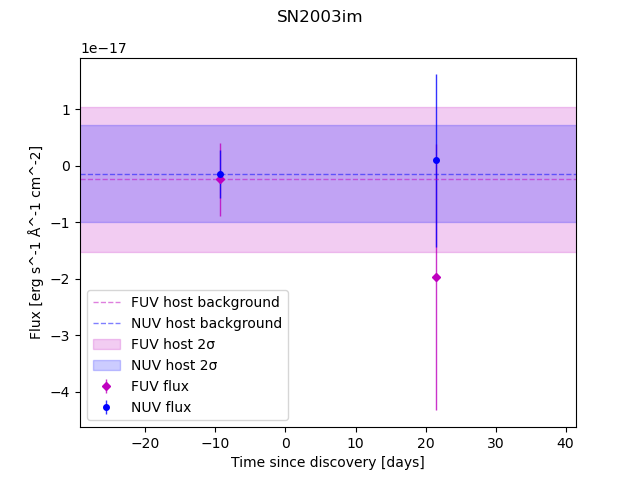 SN2003im
1e−17
Flux [erg s^-1 Å^-1 cm^-2]
1
0
−1
−2
−3
−4
FUV host background
NUV host background
FUV host 2σ
NUV host 2σ
FUV flux
NUV flux
−20 −10 0 10 20 30 40
Time since discovery [days]